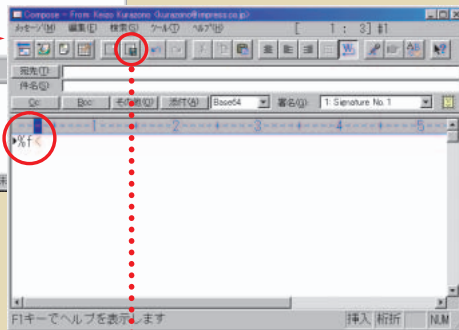 Compose - From Kenzo Kurazono (kurazono@impress.co.jp)
メッセージ(M) 編集(E) 検索(S) ツール(T) ヘルプ(H) [ 1: 3] #1
宛先(T)
件名(S)
Cc: Bcc: その他(O) 添付(A) Base64 署名(G): 1: Signature No. 1
1 2 3 4 5
%f<
F1キーでヘルプを表示します 挿入 桁折 NUM